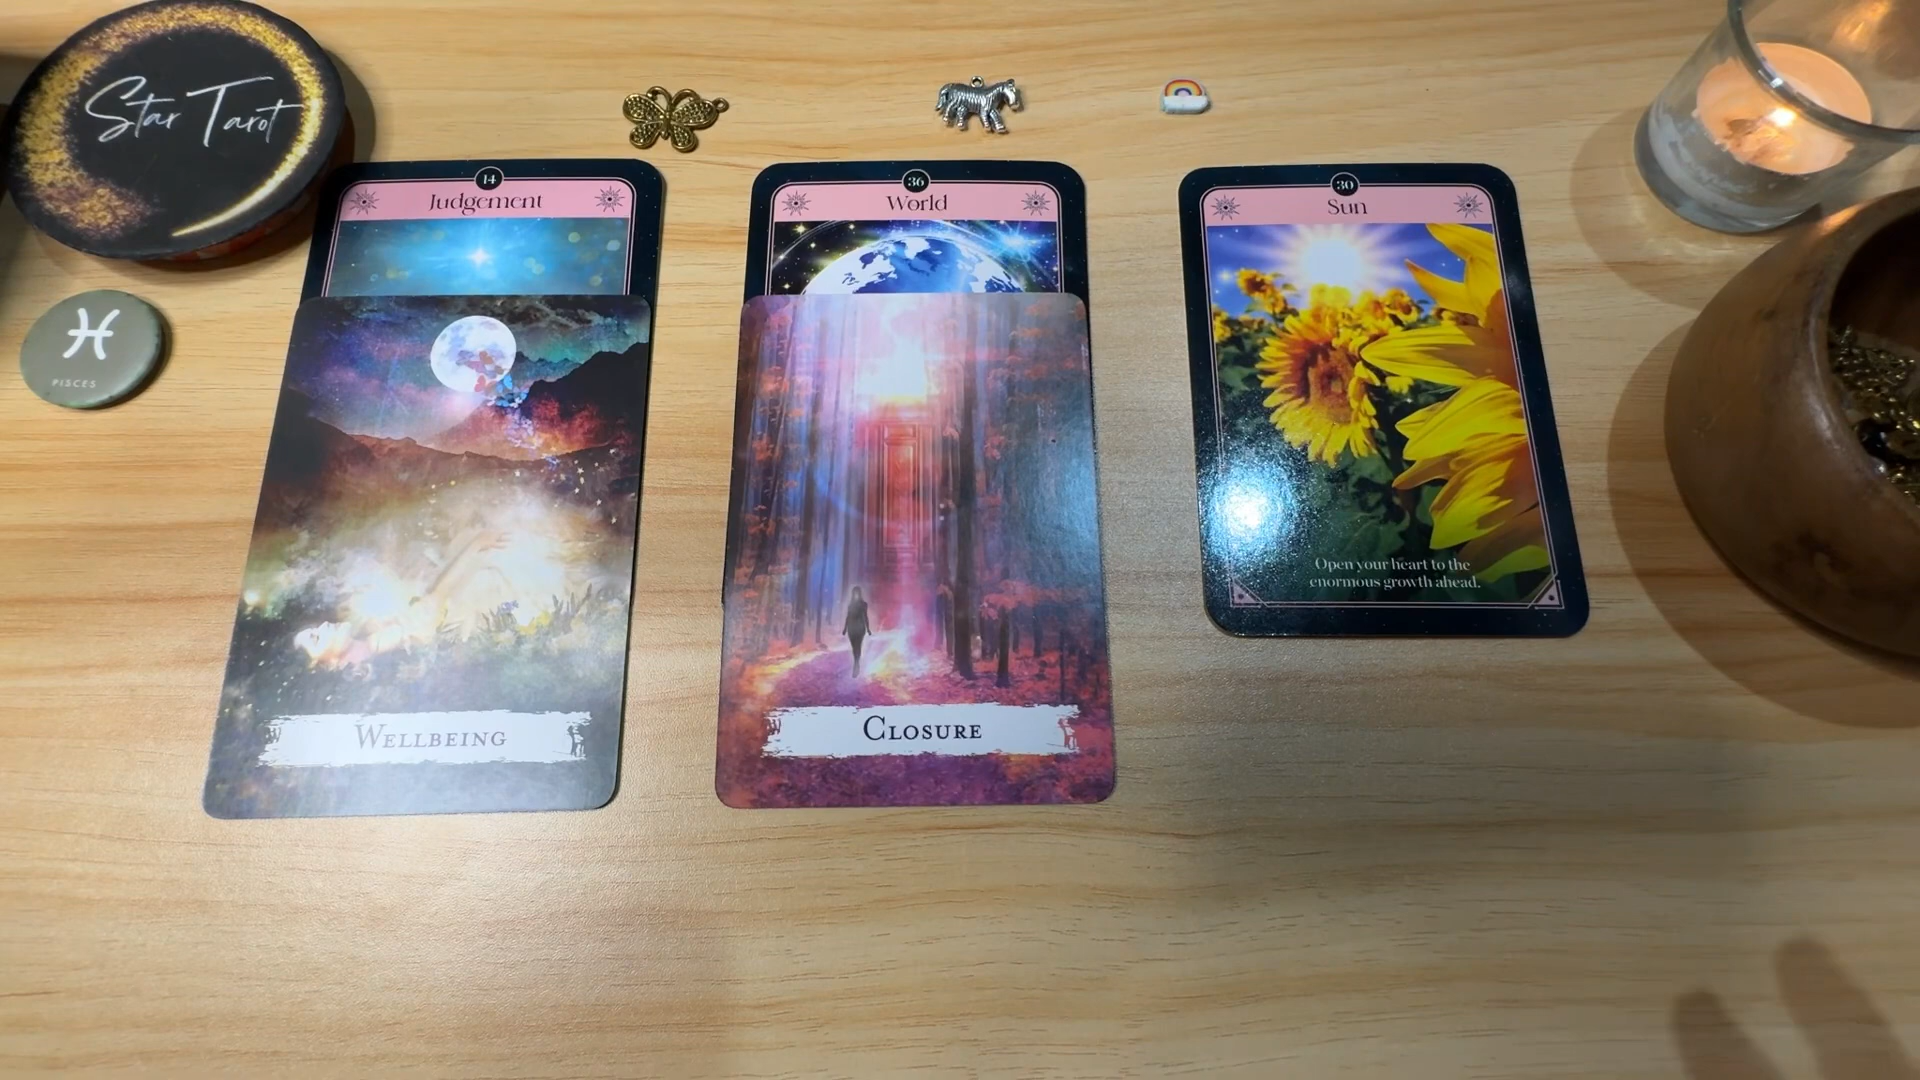 Star Tarot
PISCES
14
Judgement
WELLBEING
36
World
CLOSURE
30
Sun
Open your heart to the
enormous growth ahead.